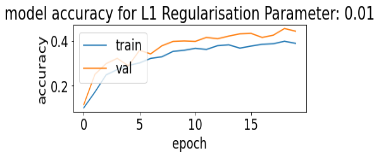 model accuracy for L1 Regularisation Parameter: 0.01
accuracy
0.4
0.2
train
val
0 5 10 15
epoch